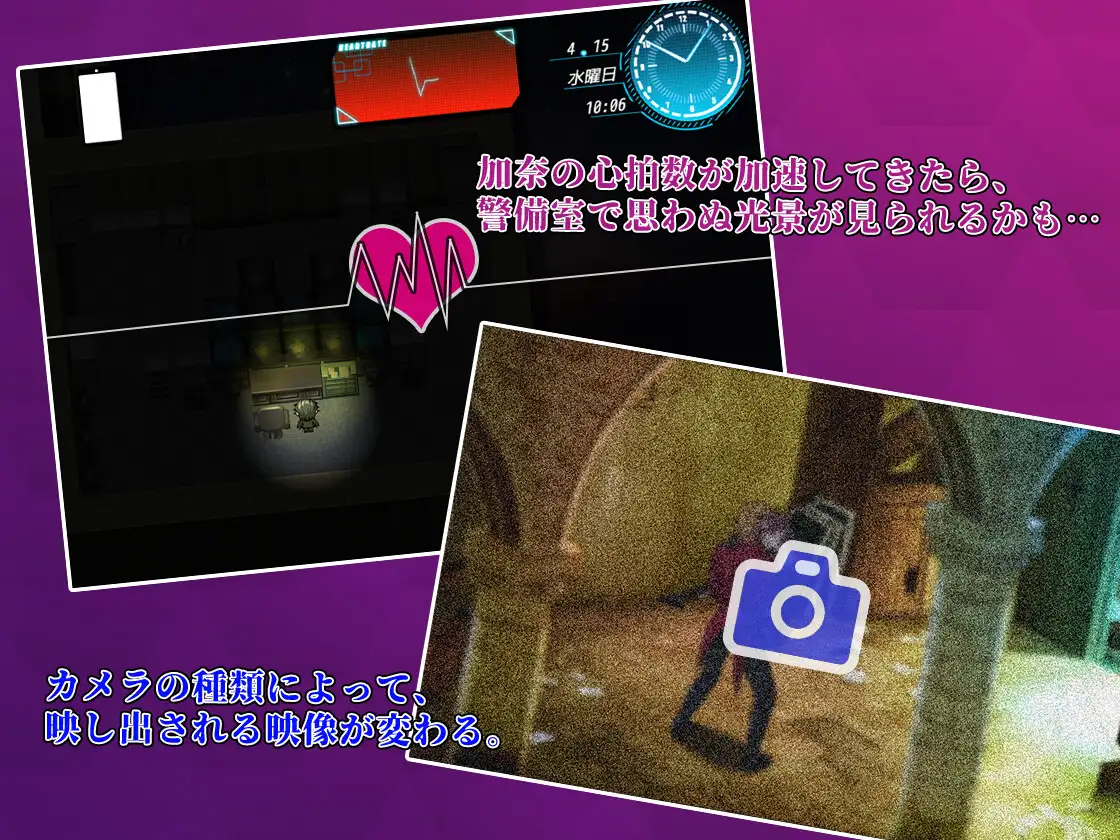 HEARTRATE
4.15
水曜日
10:06
加奈の心拍数が加速してきたら、
警備室で思わぬ光景が見られるかも…
カメラの種類によって、
映し出される映像が変わる。